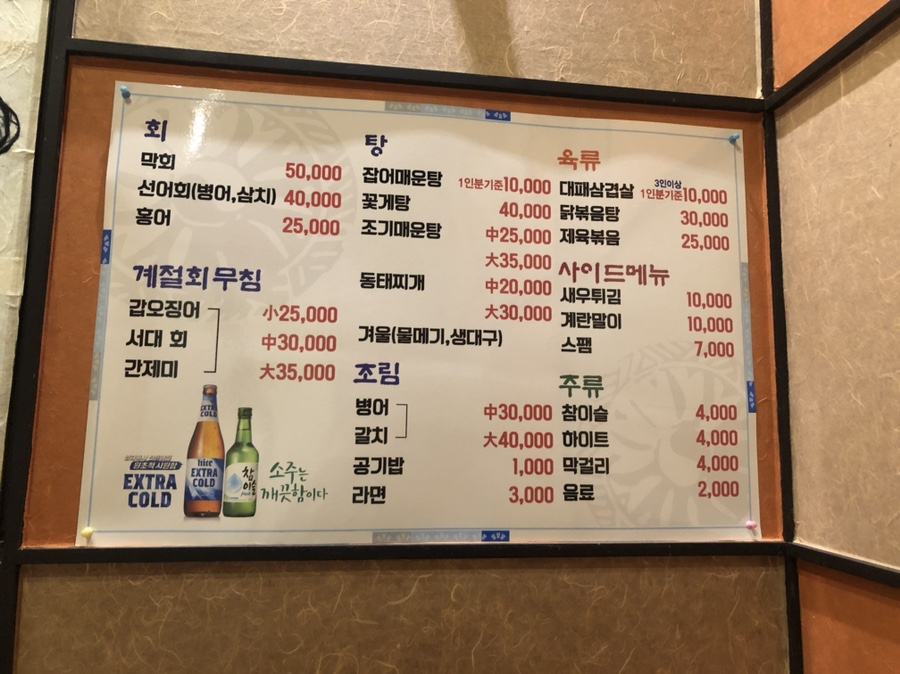 회
막회 50,000
선어회(병어,삼치) 40,000
홍어 25,000
계절회무침
갑오징어 小25,000
서대 회 中30,000
간제미 大35,000
원초적 시원함
EXTRA
COLD
EXTRA
COLD
hite
EXTRA
COLD
참이슬
소주는
깨끗함이다
탕
잡어매운탕 1인분기준10,000
꽃게탕 40,000
조기매운탕 中25,000
大35,000
동태찌개 中20,000
大30,000
겨울(물메기,생대구)
조림
병어 中30,000
갈치 大40,000
공기밥 1,000
라면 3,000
육류
대패삼겹살 3인이상 1인분기준10,000
닭볶음탕 30,000
제육볶음 25,000
사이드메뉴
새우튀김 10,000
계란말이 10,000
스팸 7,000
주류
참이슬 4,000
하이트 4,000
막걸리 4,000
음료 2,000